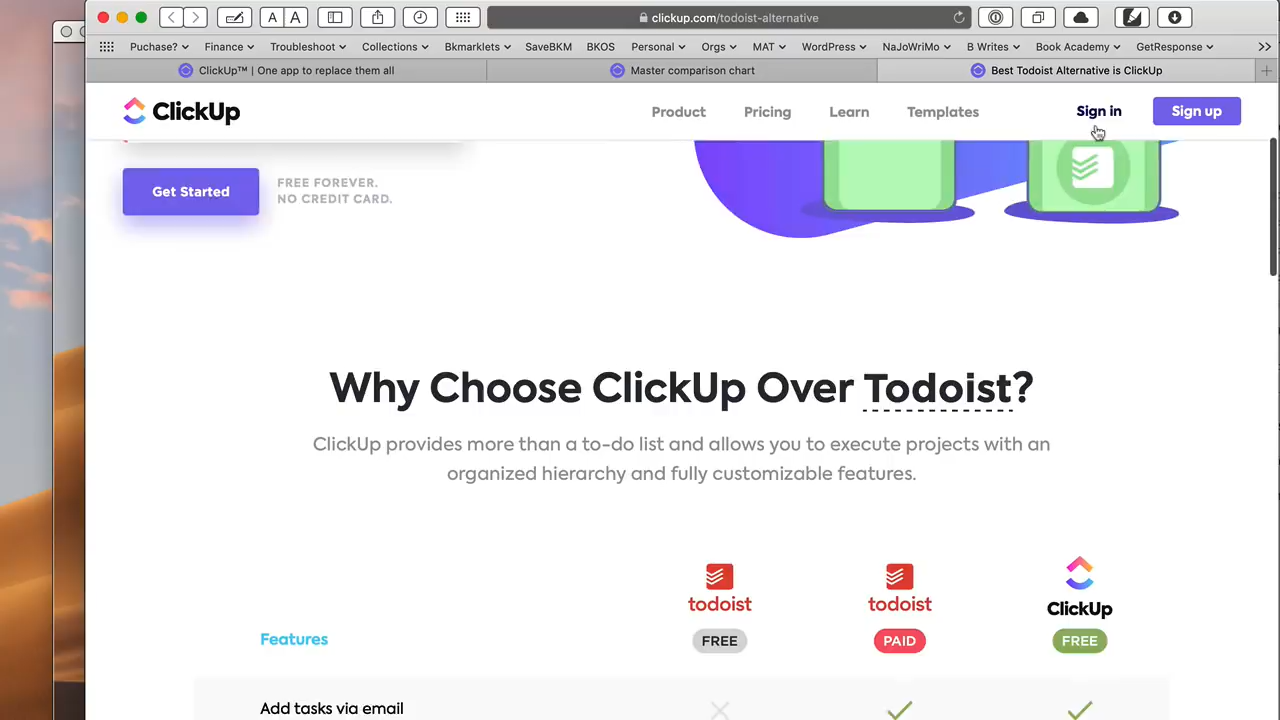 clickup.com/todoist-alternative
A A
Puchase? Finance Troubleshoot Collections Bkmarklets SaveBKM BKOS Personal Orgs MAT WordPress NaJoWriMo B Writes Book Academy GetResponse
ClickUp™ | One app to replace them all Master comparison chart Best Todoist Alternative is ClickUp
ClickUp Product Pricing Learn Templates Sign in Sign up
Get Started
FREE FOREVER.
NO CREDIT CARD.
Why Choose ClickUp Over Todoist?
ClickUp provides more than a to-do list and allows you to execute projects with an
organized hierarchy and fully customizable features.
todoist todoist ClickUp
Features FREE PAID FREE
Add tasks via email